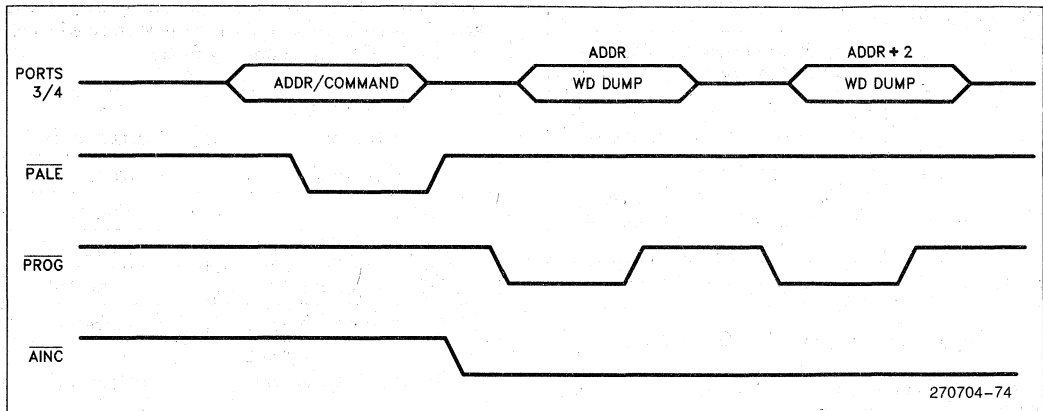 ADDR ADDR + 2
PORTS 3/4
ADDR/COMMAND WD DUMP WD DUMP
PALE
PROG
AINC
270704-74